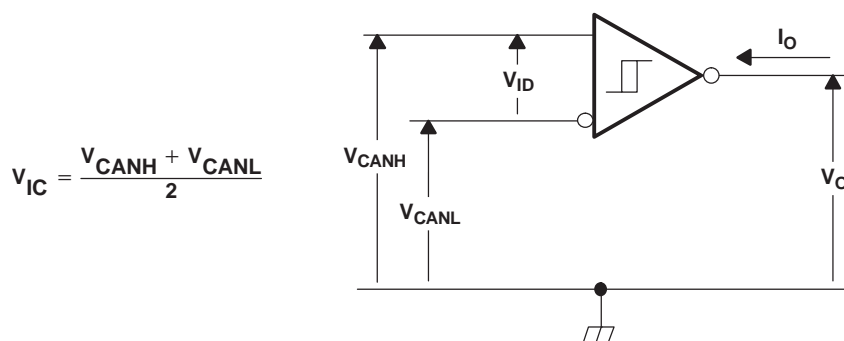 V_IC = (V_CANH + V_CANL) / 2
I_O
V_ID
V_CANH
V_CANL
V_O